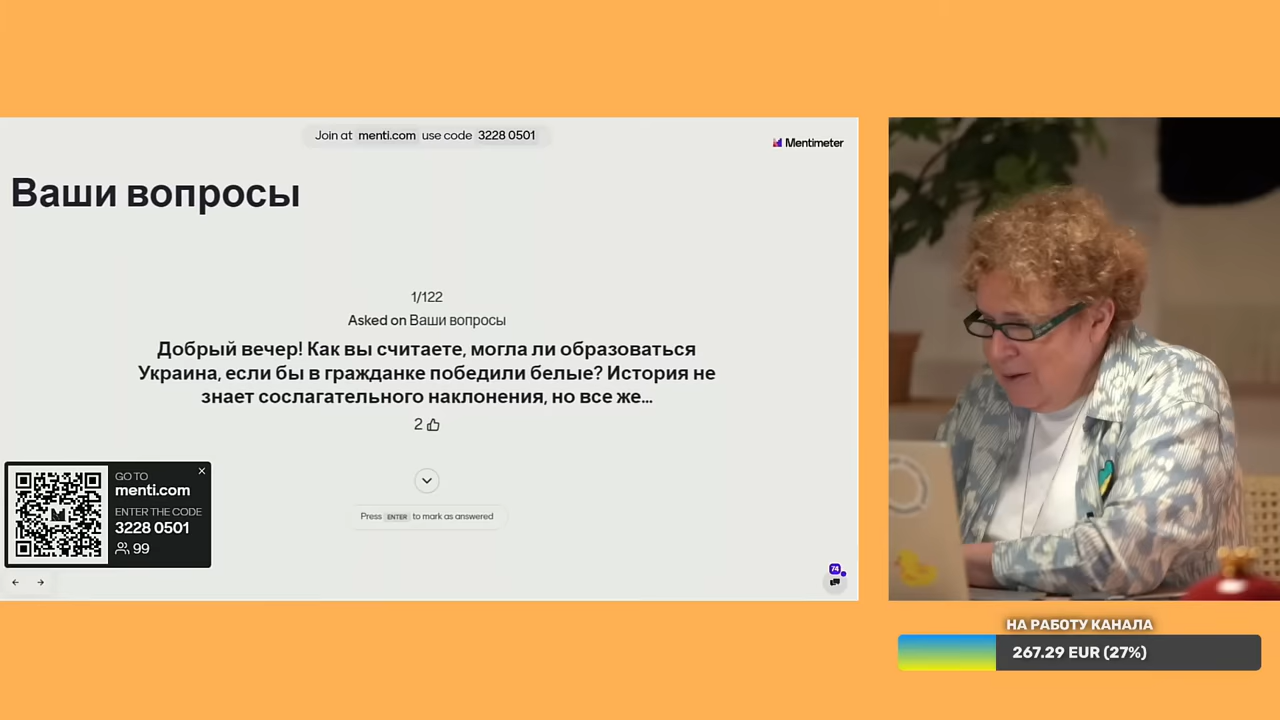 Join at menti.com use code 3228 0501
Mentimeter
Ваши вопросы
1/122
Asked on Ваши вопросы
Добрый вечер! Как вы считаете, могла ли образоваться
Украина, если бы в гражданке победили белые? История не
знает сослагательного наклонения, но все же...
2
Press ENTER to mark as answered
GO TO
menti.com
ENTER THE CODE
3228 0501
99
74
НА РАБОТУ КАНАЛА
267.29 EUR (27%)